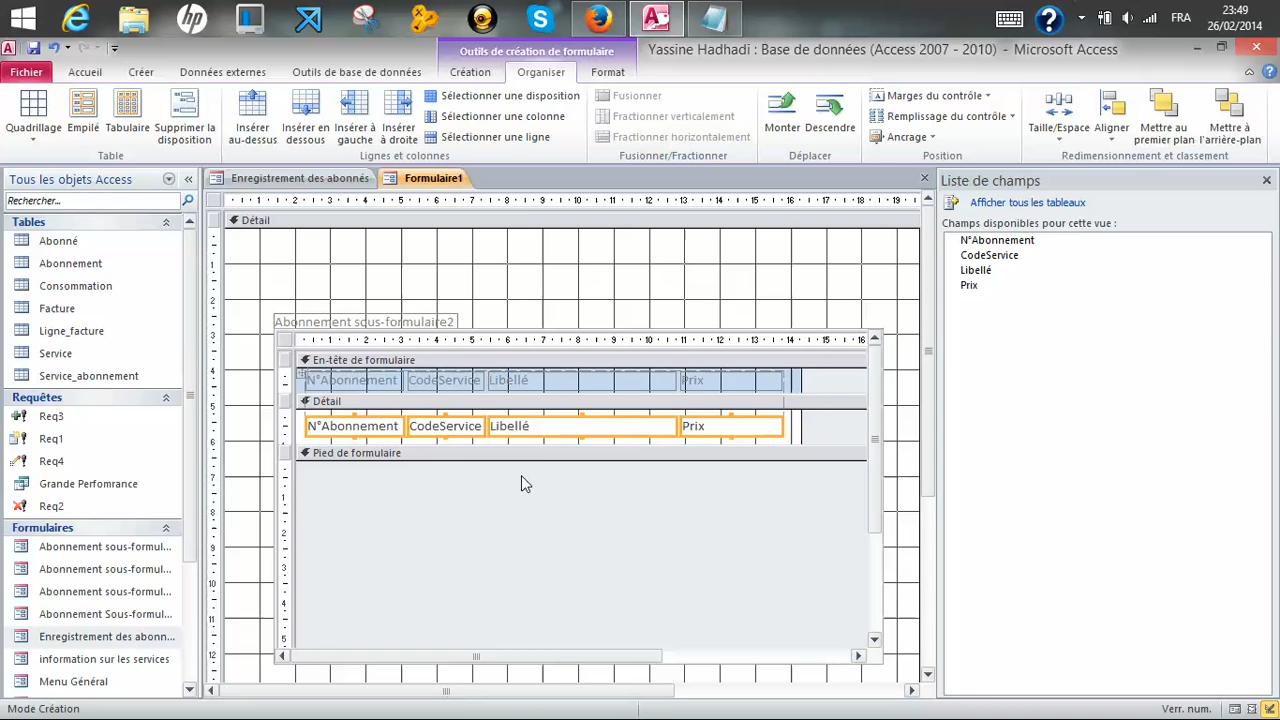 FR
23:49
26/02/2014
Outils de création de formulaire
Yassine Hadhadi : Base de données (Access 2007 - 2010) - Microsoft Access
Fichier
Accueil
Créer
Données externes
Outils de base de données
Création
Organiser
Format
Quadrillage
Empilé
Tabulaire
Supprimer la disposition
Table
Insérer au-dessus
Insérer en dessous
Insérer à gauche
Insérer à droite
Sélectionner une disposition
Sélectionner une colonne
Sélectionner une ligne
Lignes et colonnes
Fusionner
Fractionner verticalement
Fractionner horizontalement
Fusionner/Fractionner
Monter
Descendre
Déplacer
Marges du contrôle
Remplissage du contrôle
Ancrage
Position
Taille/Espace
Aligner
Mettre au premier plan
Mettre à l'arrière-plan
Redimensionnement et classement
Tous les objets Access
Rechercher...
Tables
Abonné
Abonnement
Consommation
Facture
Ligne_facture
Service
Service_abonnement
Requêtes
Req3
Req1
Req4
Grande Perfomrance
Req2
Formulaires
Abonnement sous-formul...
Abonnement sous-formul...
Abonnement sous-formul...
Abonnement Sous-formul...
Enregistrement des abonn...
information sur les services
Menu Général
Enregistrement des abonnés
Formulaire1
Détail
Abonnement sous-formulaire2
En-tête de formulaire
N°Abonnement CodeService Libellé Prix
Détail
N°Abonnement CodeService Libellé Prix
Pied de formulaire
Liste de champs
Afficher tous les tableaux
Champs disponibles pour cette vue :
N°Abonnement
CodeService
Libellé
Prix
Mode Création
Verr. num.